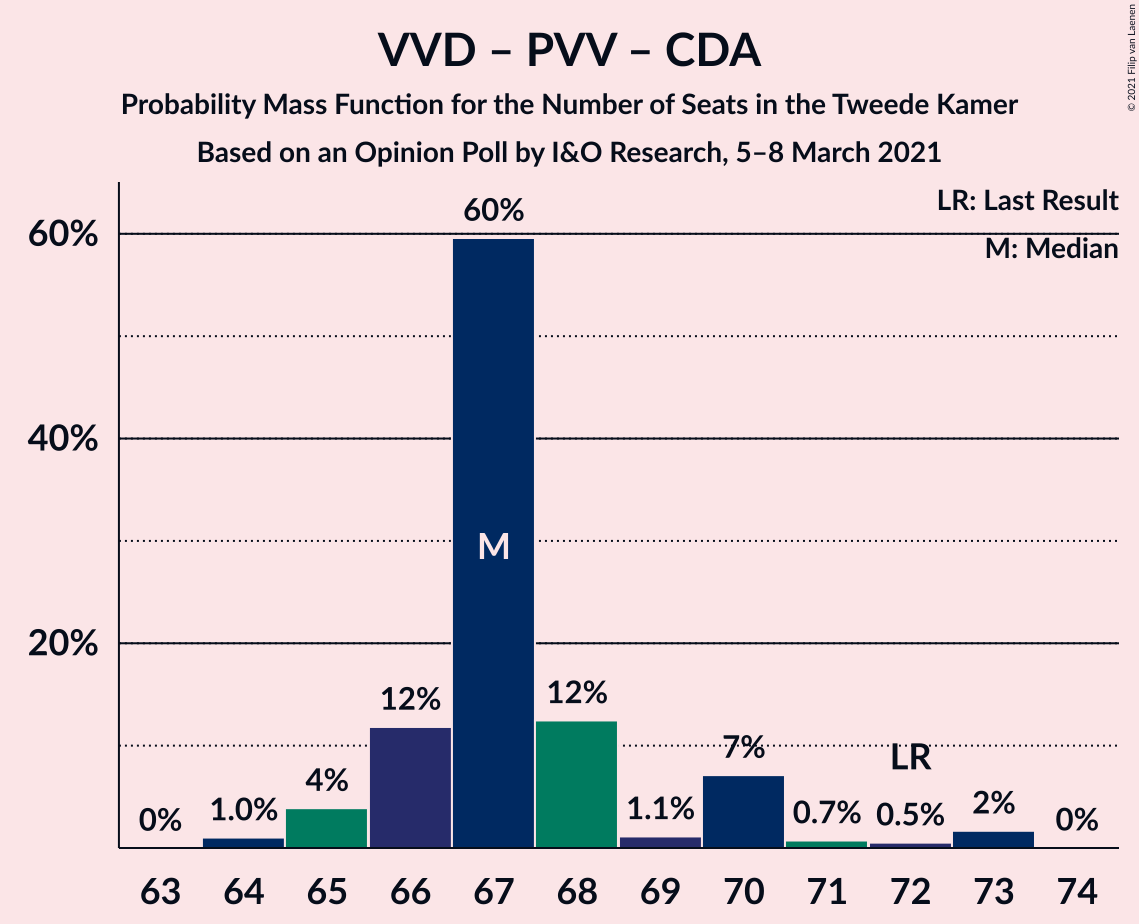 VVD – PVV – CDA
Probability Mass Function for the Number of Seats in the Tweede Kamer
Based on an Opinion Poll by I&O Research, 5–8 March 2021
© 2021 Filip van Laenen
LR: Last Result
M: Median
60%
40%
20%
0%
1.0%
4%
12%
60%
M
12%
1.1%
7%
0.7%
LR
0.5%
2%
0%
63 64 65 66 67 68 69 70 71 72 73 74